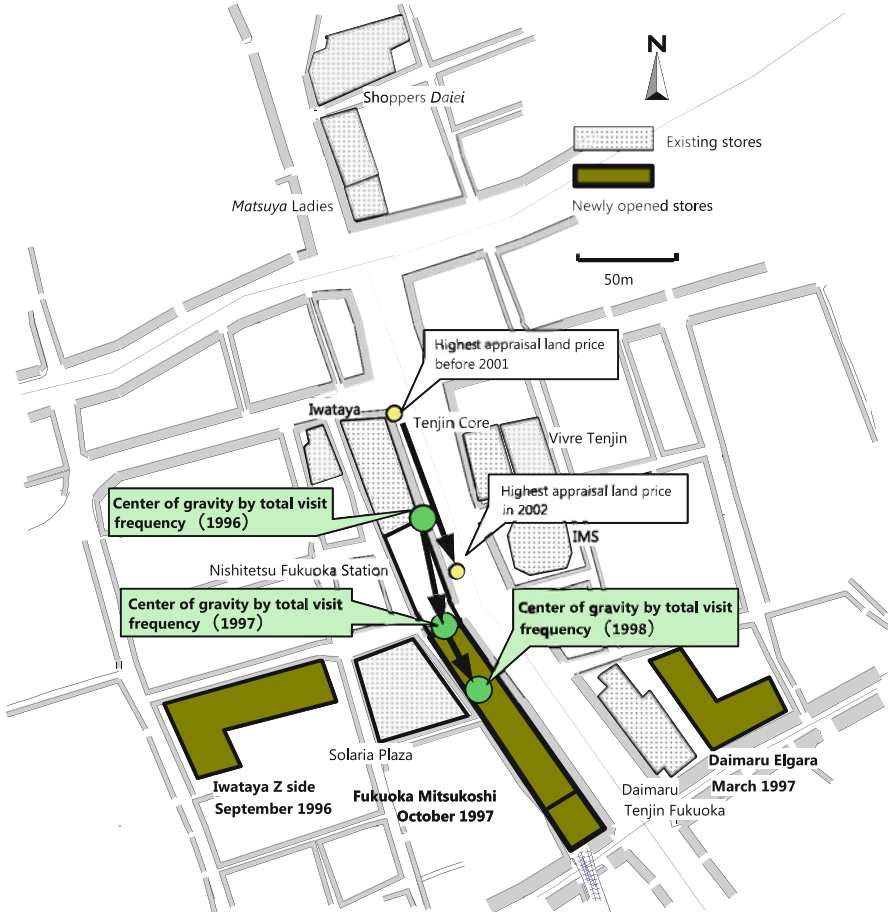 N
Shoppers Daiei
Existing stores
Matsuya Ladies
Newly opened stores
50m
Highest appraisal land price
before 2001
Iwataya
Tenjin Core
Vivre Tenjin
Center of gravity by total visit
frequency （1996）
Highest appraisal land price
in 2002
IMS
Nishitetsu Fukuoka Station
Center of gravity by total visit
frequency （1997）
Center of gravity by total visit
frequency （1998）
Solaria Plaza
Iwataya Z side
September 1996
Fukuoka Mitsukoshi
October 1997
Daimaru
Tenjin Fukuoka
Daimaru Elgara
March 1997